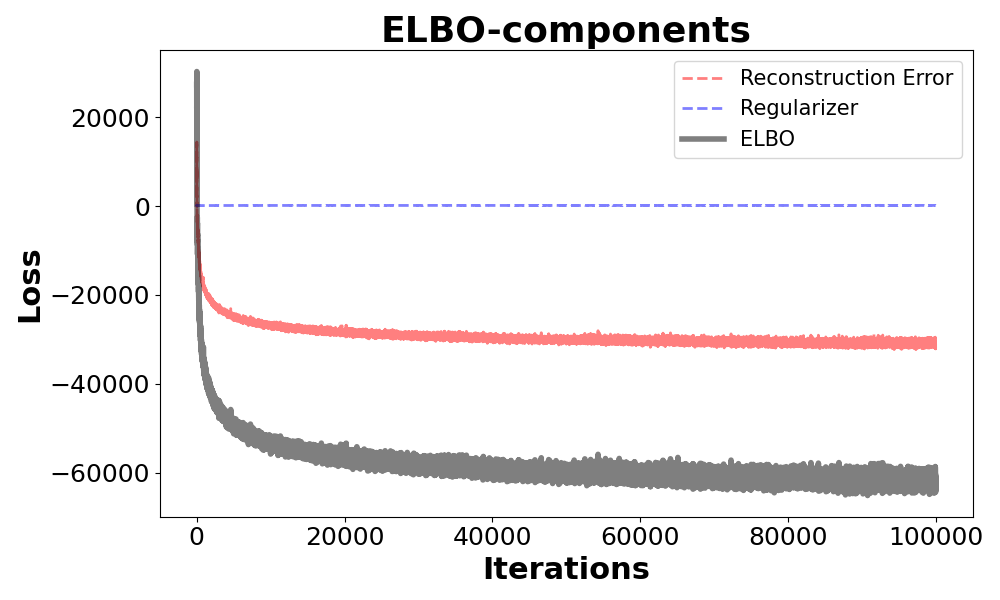 ELBO-components
Reconstruction Error
Regularizer
ELBO
20000
0
−20000
−40000
−60000
Loss
0
20000
40000
60000
80000
100000
Iterations